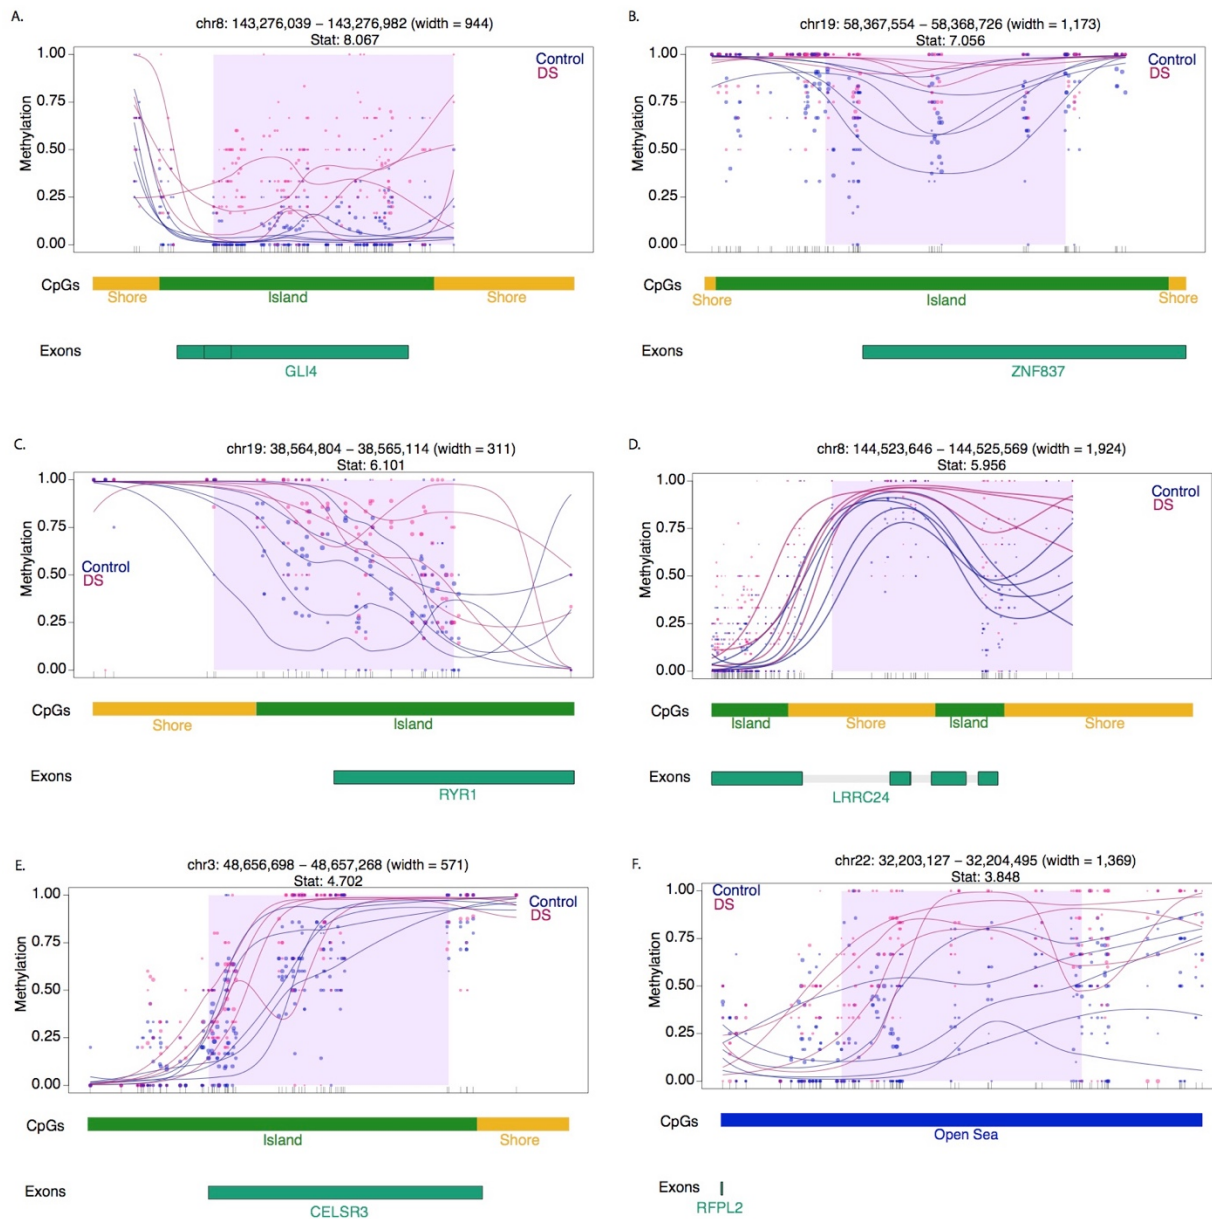 A.
chr8: 143,276,039 – 143,276,982 (width = 944)
Stat: 8.067
Control
DS
Methylation
1.00
0.75
0.50
0.25
0.00
CpGs
Shore
Island
Shore
Exons
GLI4
B.
chr19: 58,367,554 – 58,368,726 (width = 1,173)
Stat: 7.056
Control
DS
Methylation
1.00
0.75
0.50
0.25
0.00
CpGs
Shore
Island
Shore
Exons
ZNF837
C.
chr19: 38,564,804 – 38,565,114 (width = 311)
Stat: 6.101
Control
DS
Methylation
1.00
0.75
0.50
0.25
0.00
CpGs
Shore
Island
Exons
RYR1
D.
chr8: 144,523,646 – 144,525,569 (width = 1,924)
Stat: 5.956
Control
DS
Methylation
1.00
0.75
0.50
0.25
0.00
CpGs
Island
Shore
Island
Shore
Exons
LRRC24
E.
chr3: 48,656,698 – 48,657,268 (width = 571)
Stat: 4.702
Control
DS
Methylation
1.00
0.75
0.50
0.25
0.00
CpGs
Island
Shore
Exons
CELSR3
F.
chr22: 32,203,127 – 32,204,495 (width = 1,369)
Stat: 3.848
Control
DS
Methylation
1.00
0.75
0.50
0.25
0.00
CpGs
Open Sea
Exons
RFPL2